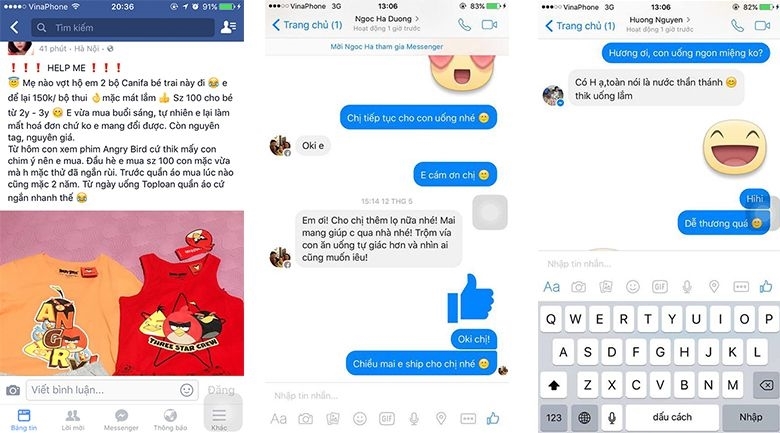 VinaPhone
20:36
91%
Tìm kiếm
41 phút · Hà Nội ·
❗❗❗ HELP ME ❗❗❗
😇 Mẹ nào vợt hộ em 2 bộ Canifa bé trai này đi 😂 e
để lại 150k/ bộ thui 👌 mặc mát lắm 👍 Sz 100 cho bé
từ 2y - 3y 🤭 E vừa mua buổi sáng, tự nhiên e lại làm
mất hoá đơn chứ ko e mang đổi được. Còn nguyên
tag, nguyên giá.
Từ hôm con xem phim Angry Bird cứ thik mấy con
chim ý nên e mua. Đầu hè e mua sz 100 con mặc vừa
mà h mặc thử đã ngắn rùi. Trước quần áo mua lúc nào
cũng mặc 2 năm. Từ ngày uống Toploan quần áo cứ
ngắn nhanh thế 😂
ANGRY
THREE STAR CREW
Viết bình luận...
Đăng
Bảng tin
Lời mời
Messenger
Thông báo
Khác
VinaPhone 3G
13:06
82%
Trang chủ (1)
Ngoc Ha Duong >
Hoạt động 1 giờ trước
Mời Ngoc Ha tham gia Messenger
Chị tiếp tục cho con uống nhé 🙂
Oki e
E cám ơn chị 🙂
15:14 12 THG 5
Em ơi! Cho chị thêm lọ nữa nhé! Mai
mang giúp c qua nhà nhé! Trộm vía
con ăn uống tự giác hơn và nhìn ai
cũng muốn iêu!
Oki chị!
Chiều mai e ship cho chị nhé 🙂
Nhập tin nhắn...
Aa
GIF
VinaPhone 3G
13:06
83%
Trang chủ (1)
Huong Nguyen >
Hoạt động 1 giờ trước
Hương ơi, con uống ngon miệng ko?
Có H ạ,toàn nói là nước thần thánh 😊
thik uống lắm
Hihi
Dễ thương quá 😊
Nhập tin nhắn...
Aa
GIF
Q W E R T Y U I O P
A S D F G H J K L
Z X C V B N M
123
dấu cách
Nhập